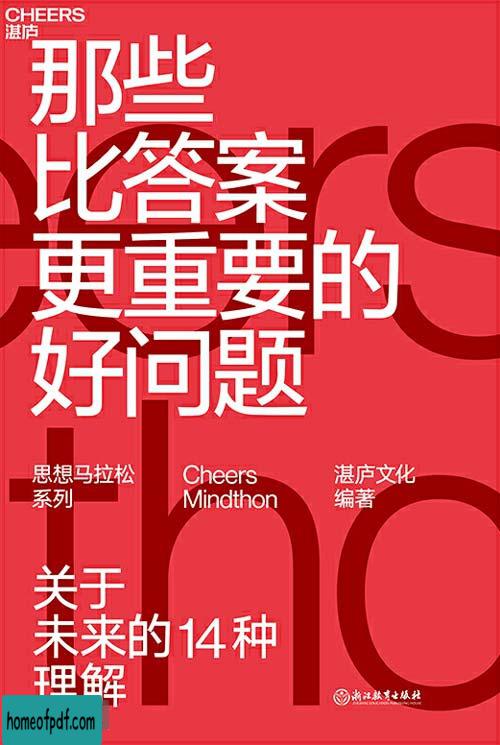 CHEERS
湛庐
那些
比答案
更重要的
好问题
思想马拉松
系列
Cheers
Mindthon
湛庐文化
编著
关于
未来的14种
理解
浙江教育出版社
homeofpdf.com